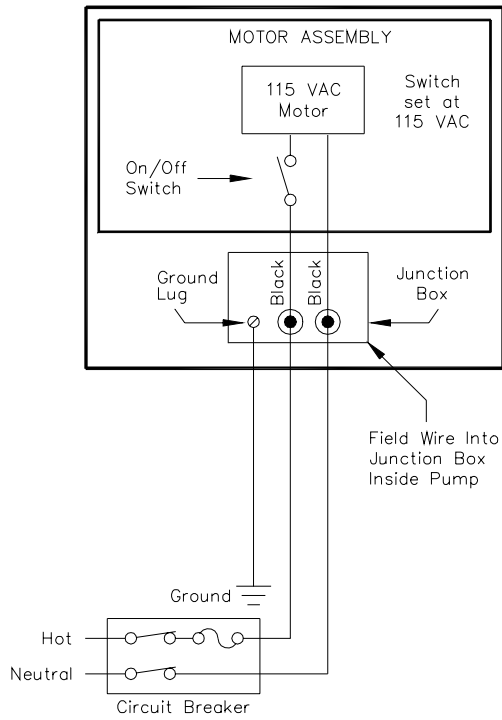 MOTOR ASSEMBLY
115 VAC
Motor
Switch
set at
115 VAC
On/Off
Switch
Ground
Lug
Black
Black
Junction
Box
Field Wire Into
Junction Box
Inside Pump
Ground
Hot
Neutral
Circuit Breaker